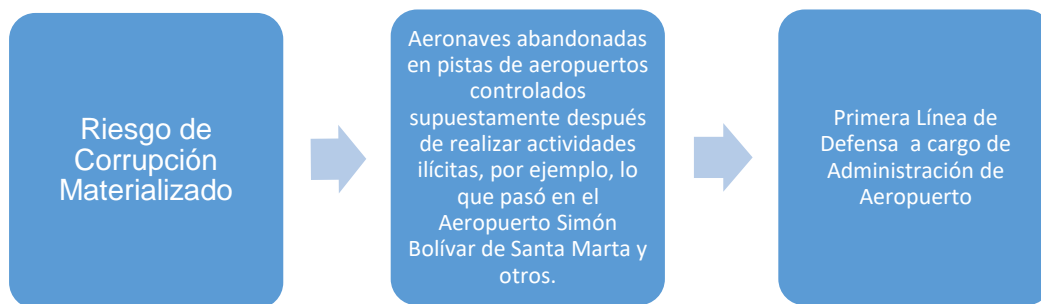 Riesgo de
Corrupción
Materializado
Aeronaves abandonadas
en pistas de aeropuertos
controlados
supuestamente después
de realizar actividades
ilícitas, por ejemplo, lo
que pasó en el
Aeropuerto Simón
Bolívar de Santa Marta y
otros.
Primera Línea de
Defensa a cargo de
Administración de
Aeropuerto